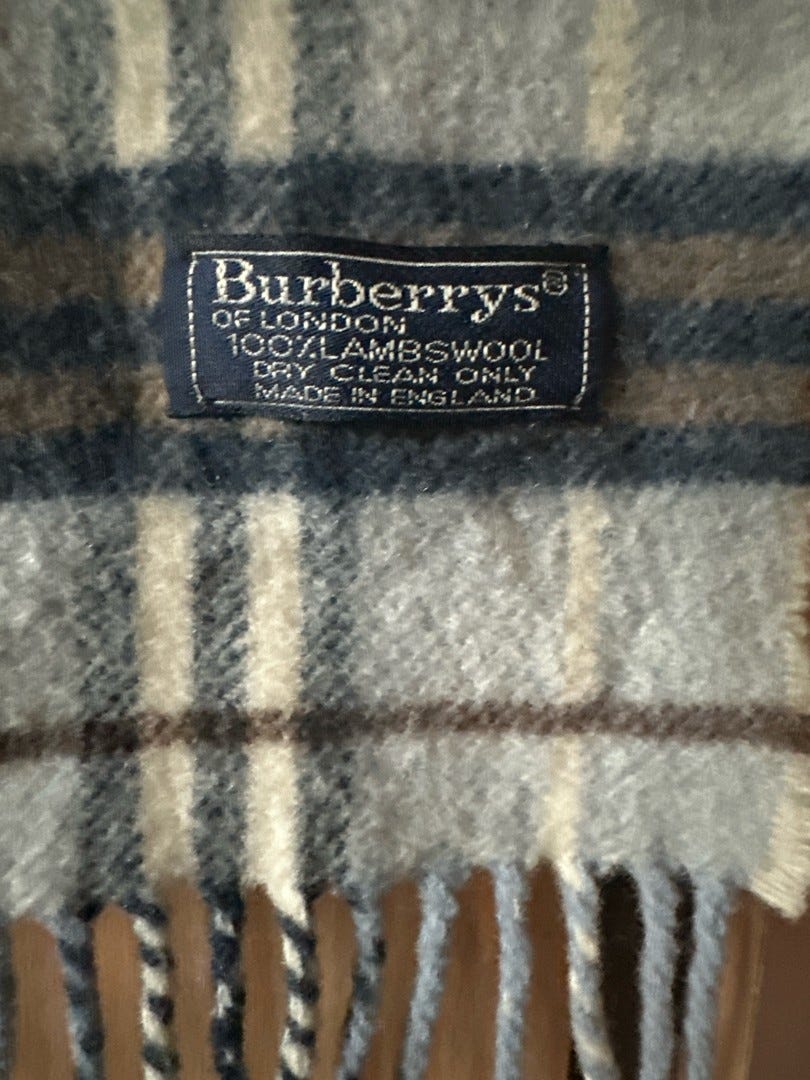 Burberrys®
OF LONDON
100%LAMBSWOOL
DRY CLEAN ONLY
MADE IN ENGLAND